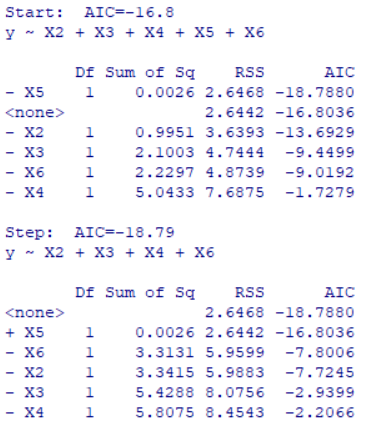 Start:  AIC=-16.8
y ~ X2 + X3 + X4 + X5 + X6
       Df Sum of Sq    RSS      AIC
- X5    1    0.0026 2.6468 -18.7880
<none>              2.6442 -16.8036
- X2    1    0.9951 3.6393 -13.6929
- X3    1    2.1003 4.7444  -9.4499
- X6    1    2.2297 4.8739  -9.0192
- X4    1    5.0433 7.6875  -1.7279
Step:  AIC=-18.79
y ~ X2 + X3 + X4 + X6
       Df Sum of Sq    RSS      AIC
<none>              2.6468 -18.7880
+ X5    1    0.0026 2.6442 -16.8036
- X6    1    3.3131 5.9599  -7.8006
- X2    1    3.3415 5.9883  -7.7245
- X3    1    5.4288 8.0756  -2.9399
- X4    1    5.8075 8.4543  -2.2066